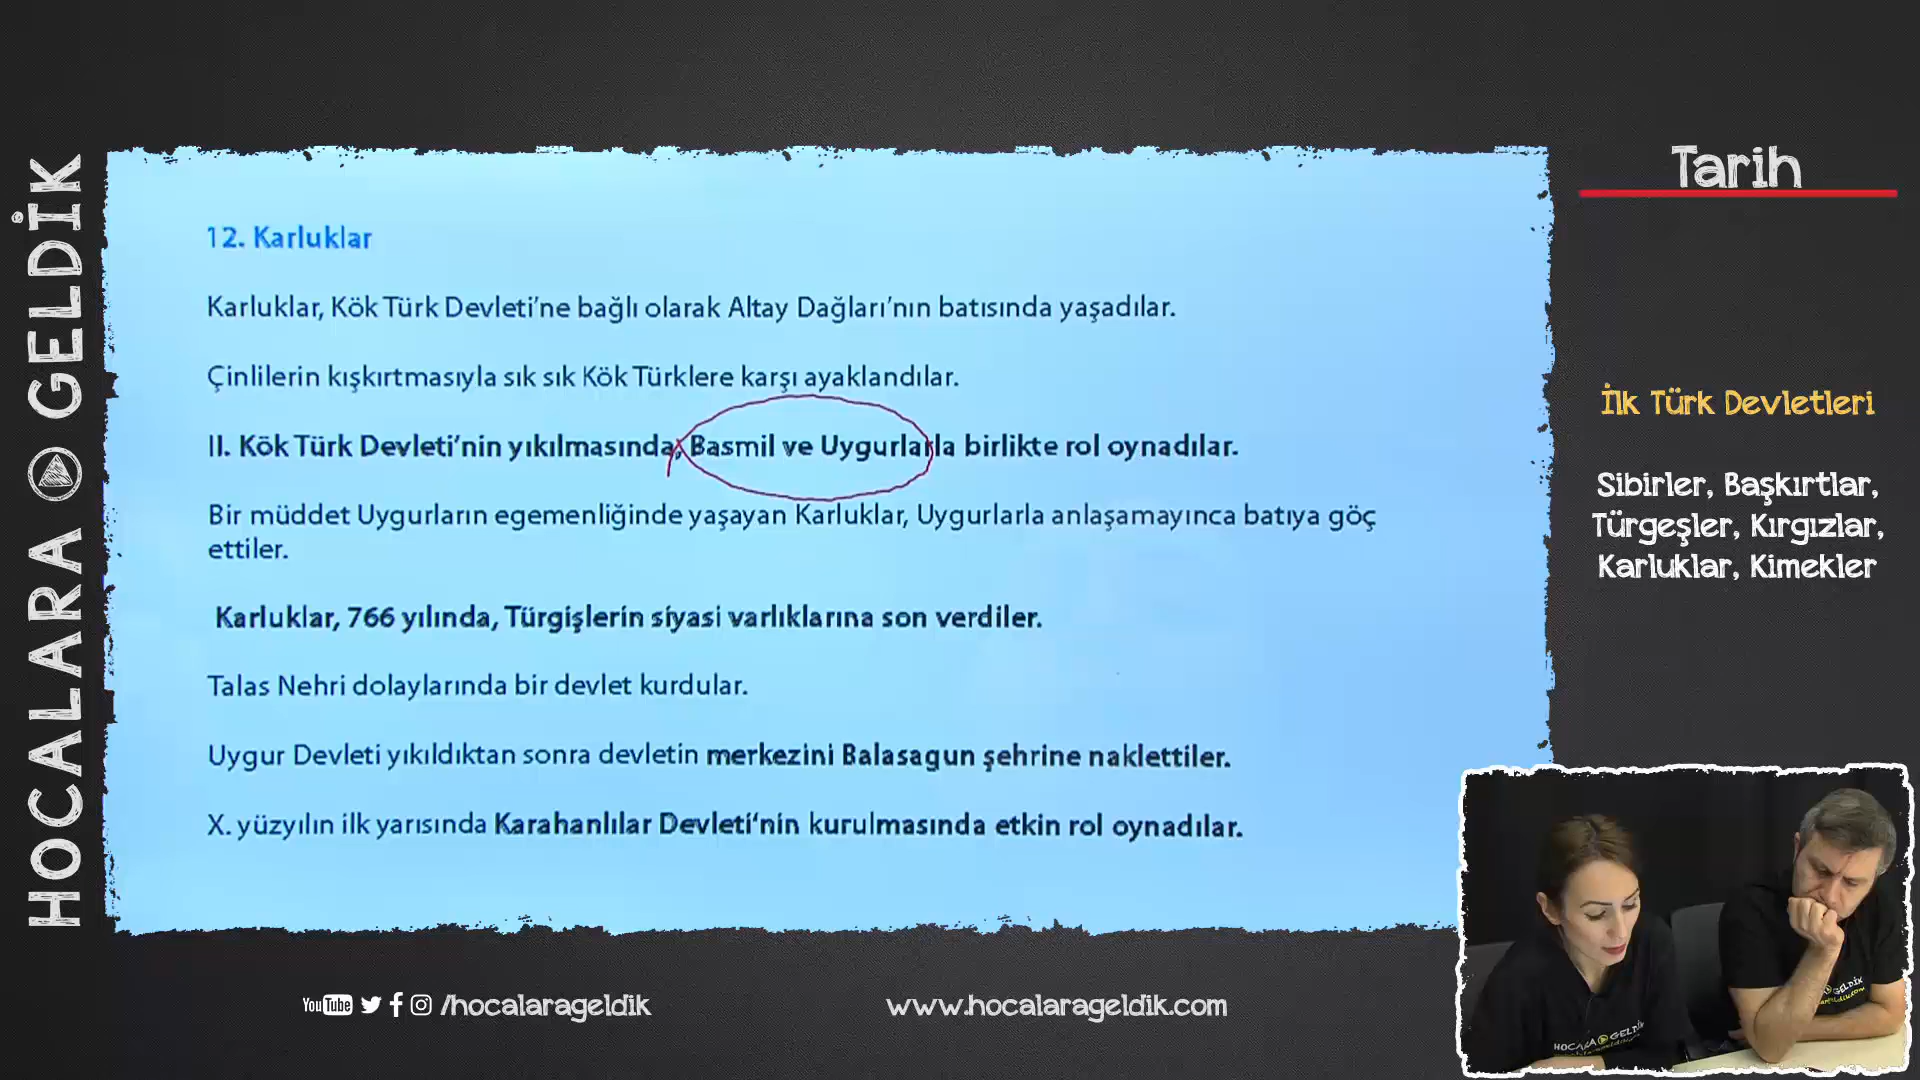 HOCALARA GELDİK
Tarih
12. Karluklar
Karluklar, Kök Türk Devleti’ne bağlı olarak Altay Dağları’nın batısında yaşadılar.
Çinlilerin kışkırtmasıyla sık sık Kök Türklere karşı ayaklandılar.
II. Kök Türk Devleti’nin yıkılmasında, Basmil ve Uygurlarla birlikte rol oynadılar.
Bir müddet Uygurların egemenliğinde yaşayan Karluklar, Uygurlarla anlaşamayınca batıya göç
ettiler.
Karluklar, 766 yılında, Türgişlerin siyasi varlıklarına son verdiler.
Talas Nehri dolaylarında bir devlet kurdular.
Uygur Devleti yıkıldıktan sonra devletin merkezini Balasagun şehrine naklettiler.
X. yüzyılın ilk yarısında Karahanlılar Devleti‘nin kurulmasında etkin rol oynadılar.
İlk Türk Devletleri
Sibirler, Başkırtlar,
Türgeşler, Kırgızlar,
Karluklar, Kimekler
HOCALARA GELDİK
GELDİK
YouTube /hocalarageldik
www.hocalarageldik.com